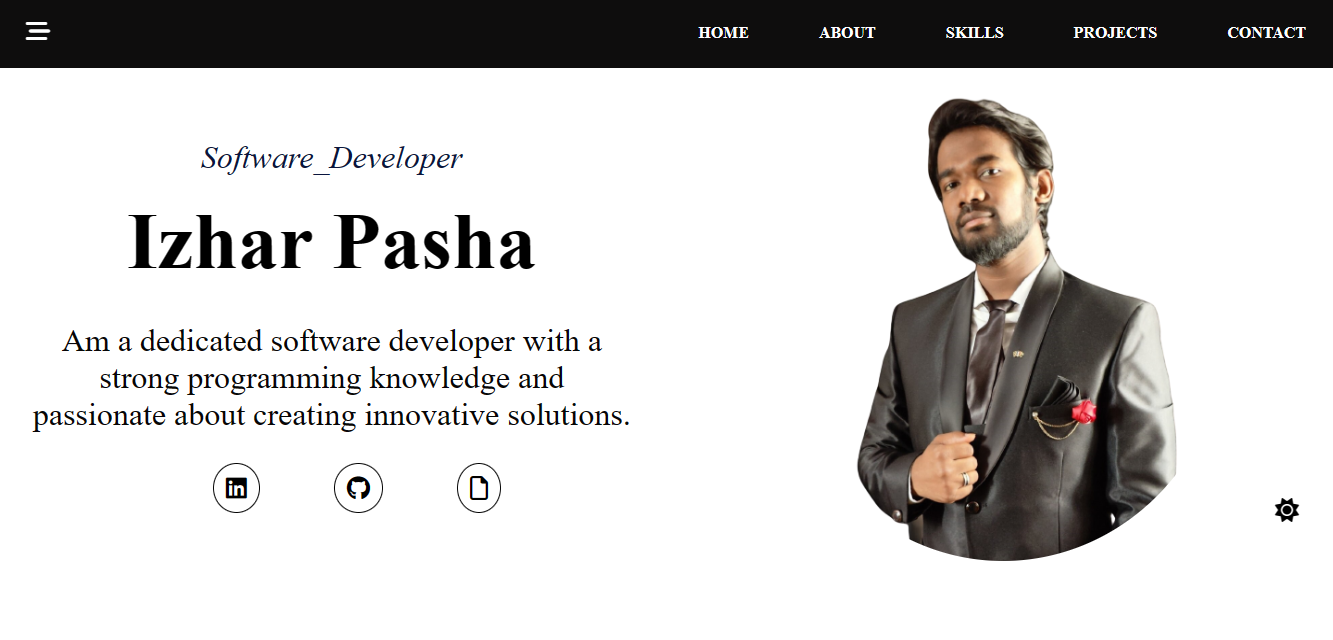 HOME ABOUT SKILLS PROJECTS CONTACT
Software_Developer
Izhar Pasha
Am a dedicated software developer with a
strong programming knowledge and
passionate about creating innovative solutions.
in